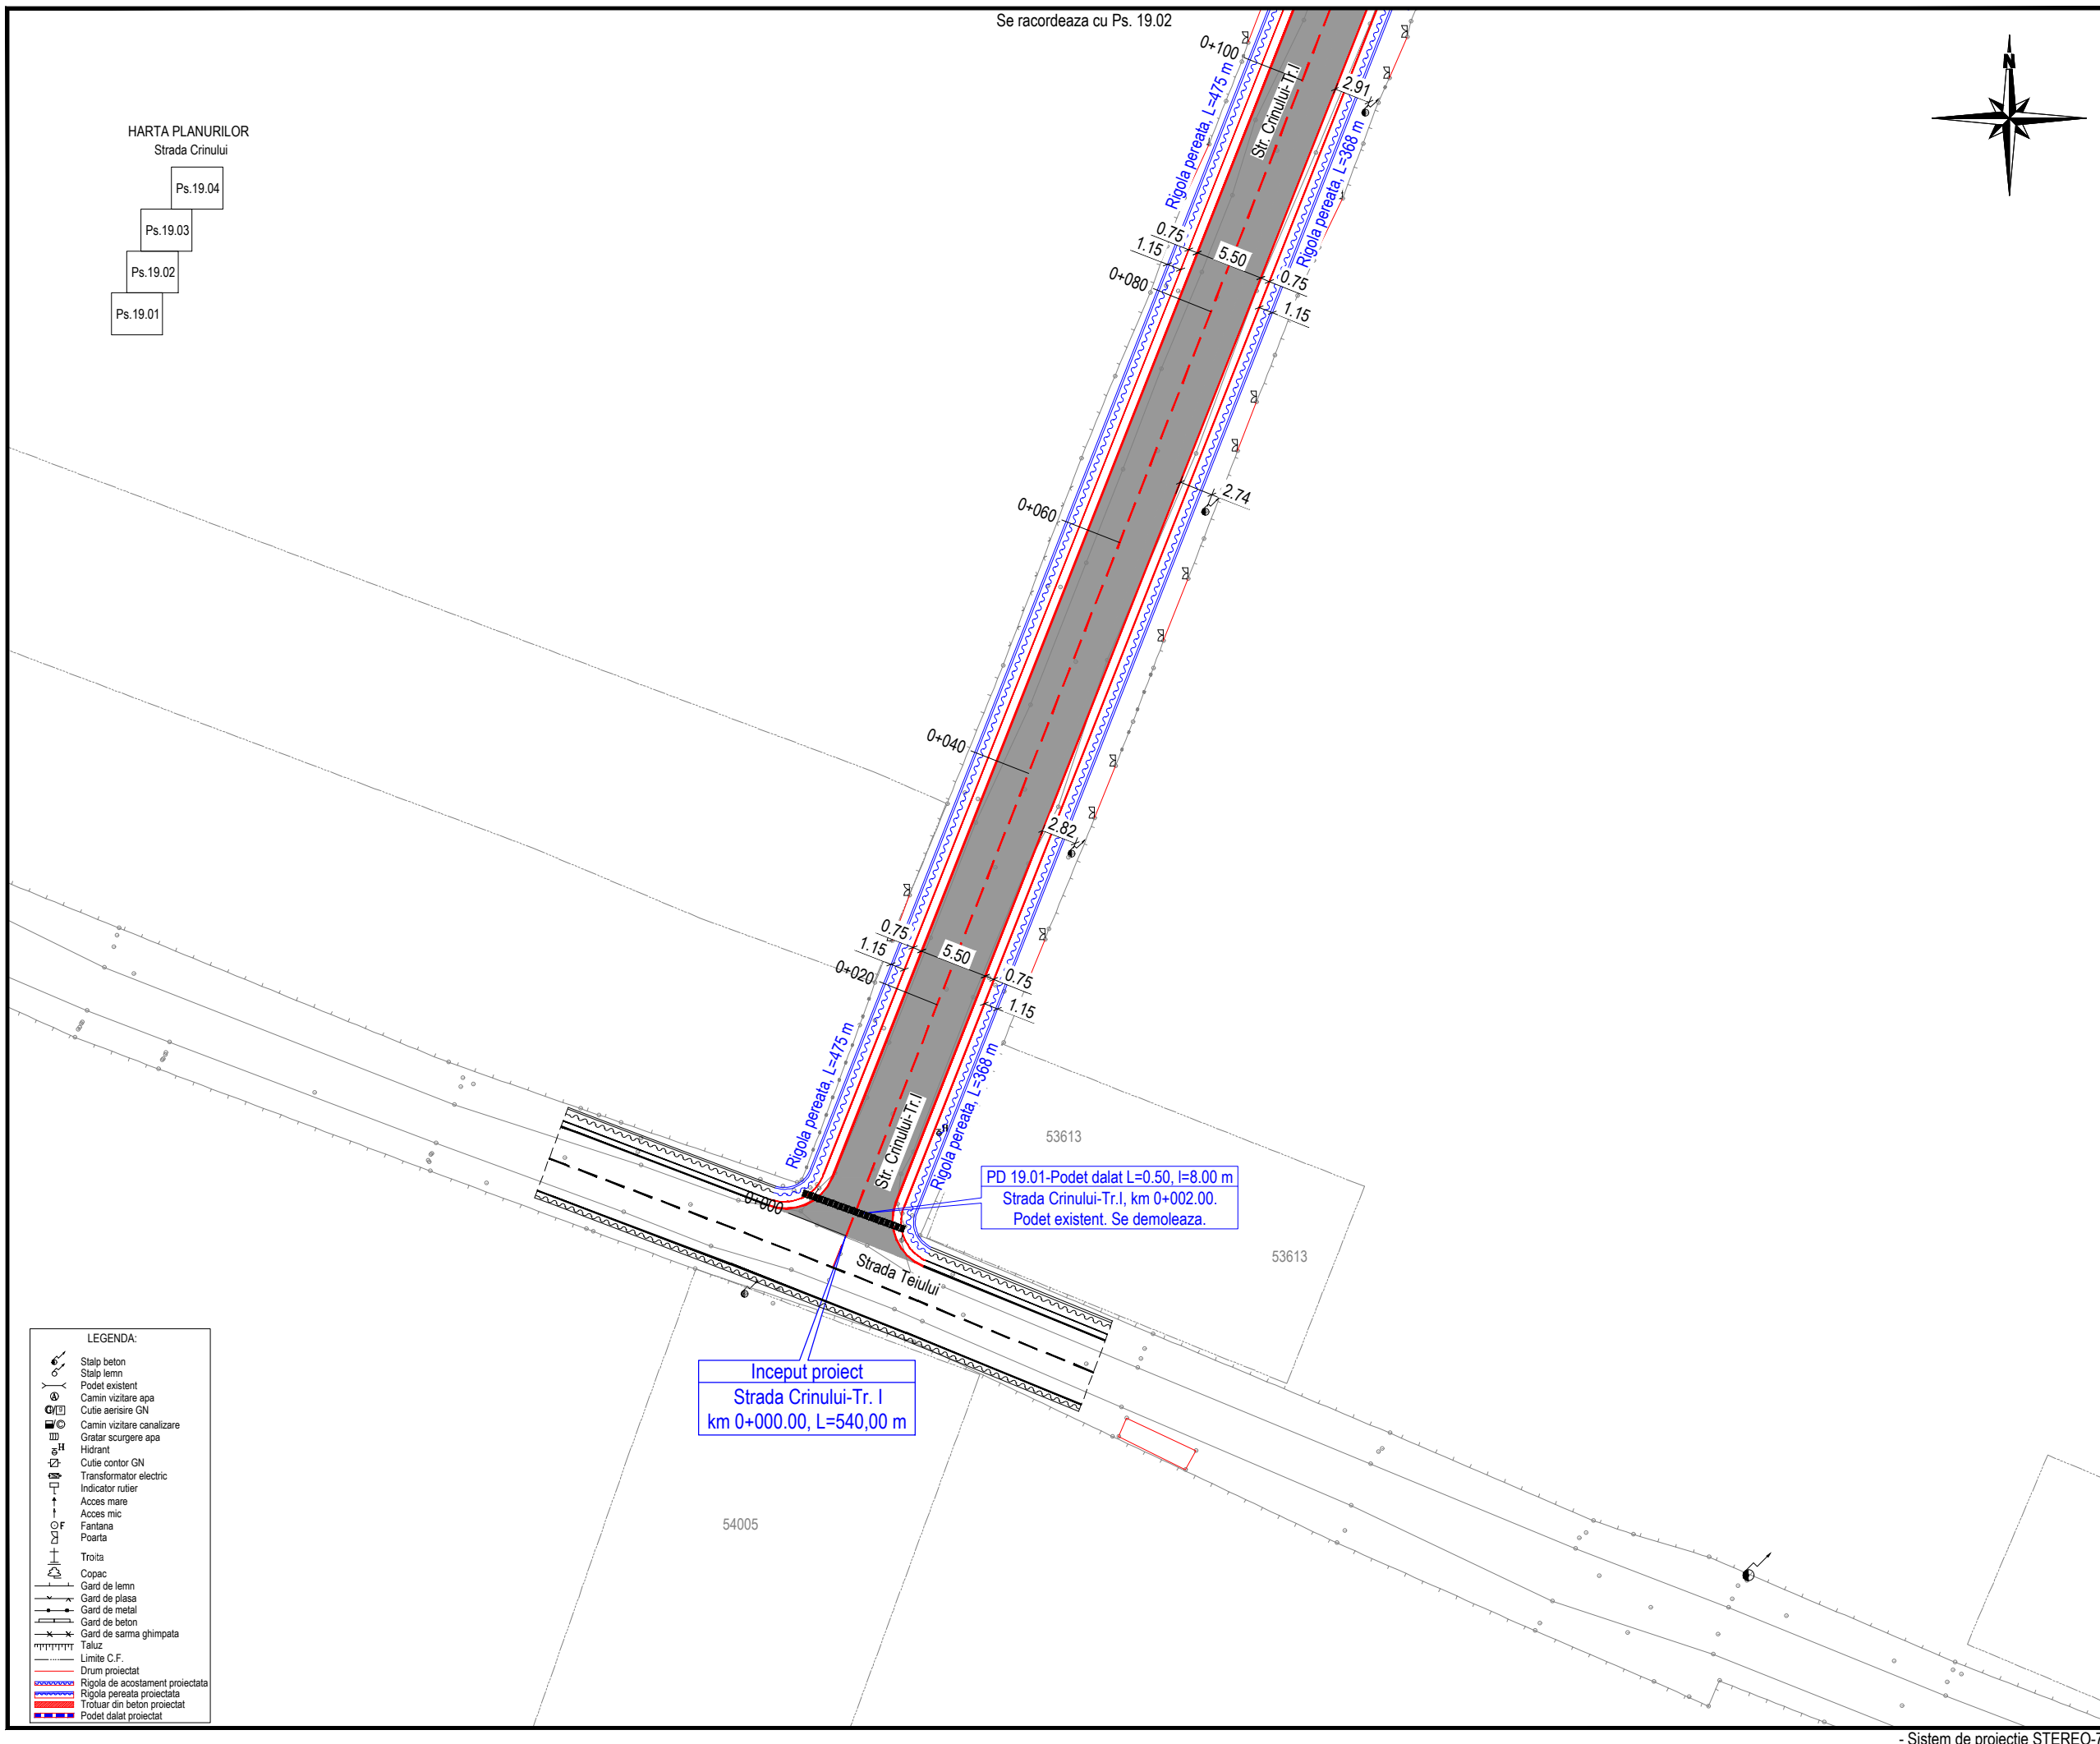 Se racordeaza cu Ps. 19.02
N
HARTA PLANURILOR
Strada Crinului
Ps.19.04
Ps.19.03
Ps.19.02
Ps.19.01
0+100
Rigola pereata, L=475 m
Str. Crinului-Tr.I
2.91
Rigola pereata, L=368 m
0.75
1.15
5.50
0+080
0.75
1.15
2.74
0+060
0+040
2.82
0.75
1.15
5.50
0+020
0.75
1.15
Rigola pereata, L=475 m
Str. Crinului-Tr.I
Rigola pereata, L=368 m
53613
PD 19.01-Podet dalat L=0.50, l=8.00 m
Strada Crinului-Tr.I, km 0+002.00.
Podet existent. Se demoleaza.
0+000
53613
Strada Teiului
Inceput proiect
Strada Crinului-Tr. I
km 0+000.00, L=540,00 m
54005
LEGENDA:
Stalp beton
Stalp lemn
Podet existent
Camin vizitare apa
Cutie aerisire GN
Camin vizitare canalizare
Gratar scurgere apa
H Hidrant
Cutie contor GN
Transformator electric
Indicator rutier
Acces mare
Acces mic
F Fantana
Poarta
Troita
Copac
Gard de lemn
Gard de plasa
Gard de metal
Gard de beton
Gard de sarma ghimpata
Taluz
Limite C.F.
Drum proiectat
Rigola de acostament proiectata
Rigola pereata proiectata
Trotuar din beton proiectat
Podet dalat proiectat
- Sistem de proiectie STEREO-7